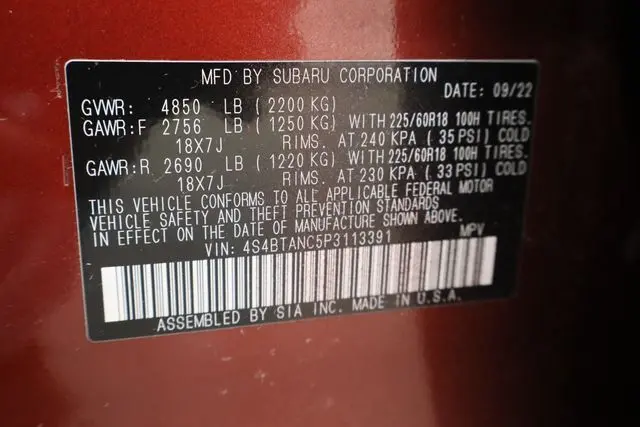 MFD BY SUBARU CORPORATION
DATE: 09/22
GVWR: 4850 LB (2200 KG)
GAWR:F 2756 LB (1250 KG) WITH 225/60R18 100H TIRES.
18X7J RIMS. AT 240 KPA (35 PSI) COLD
GAWR:R 2690 LB (1220 KG) WITH 225/60R18 100H TIRES.
18X7J RIMS. AT 230 KPA (33 PSI) COLD
THIS VEHICLE CONFORMS TO ALL APPLICABLE FEDERAL MOTOR
VEHICLE SAFETY AND THEFT PREVENTION STANDARDS
IN EFFECT ON THE DATE OF MANUFACTURE SHOWN ABOVE.
VIN: 4S4BTANC5P3113391 MPV
ASSEMBLED BY SIA INC. MADE IN U.S.A.